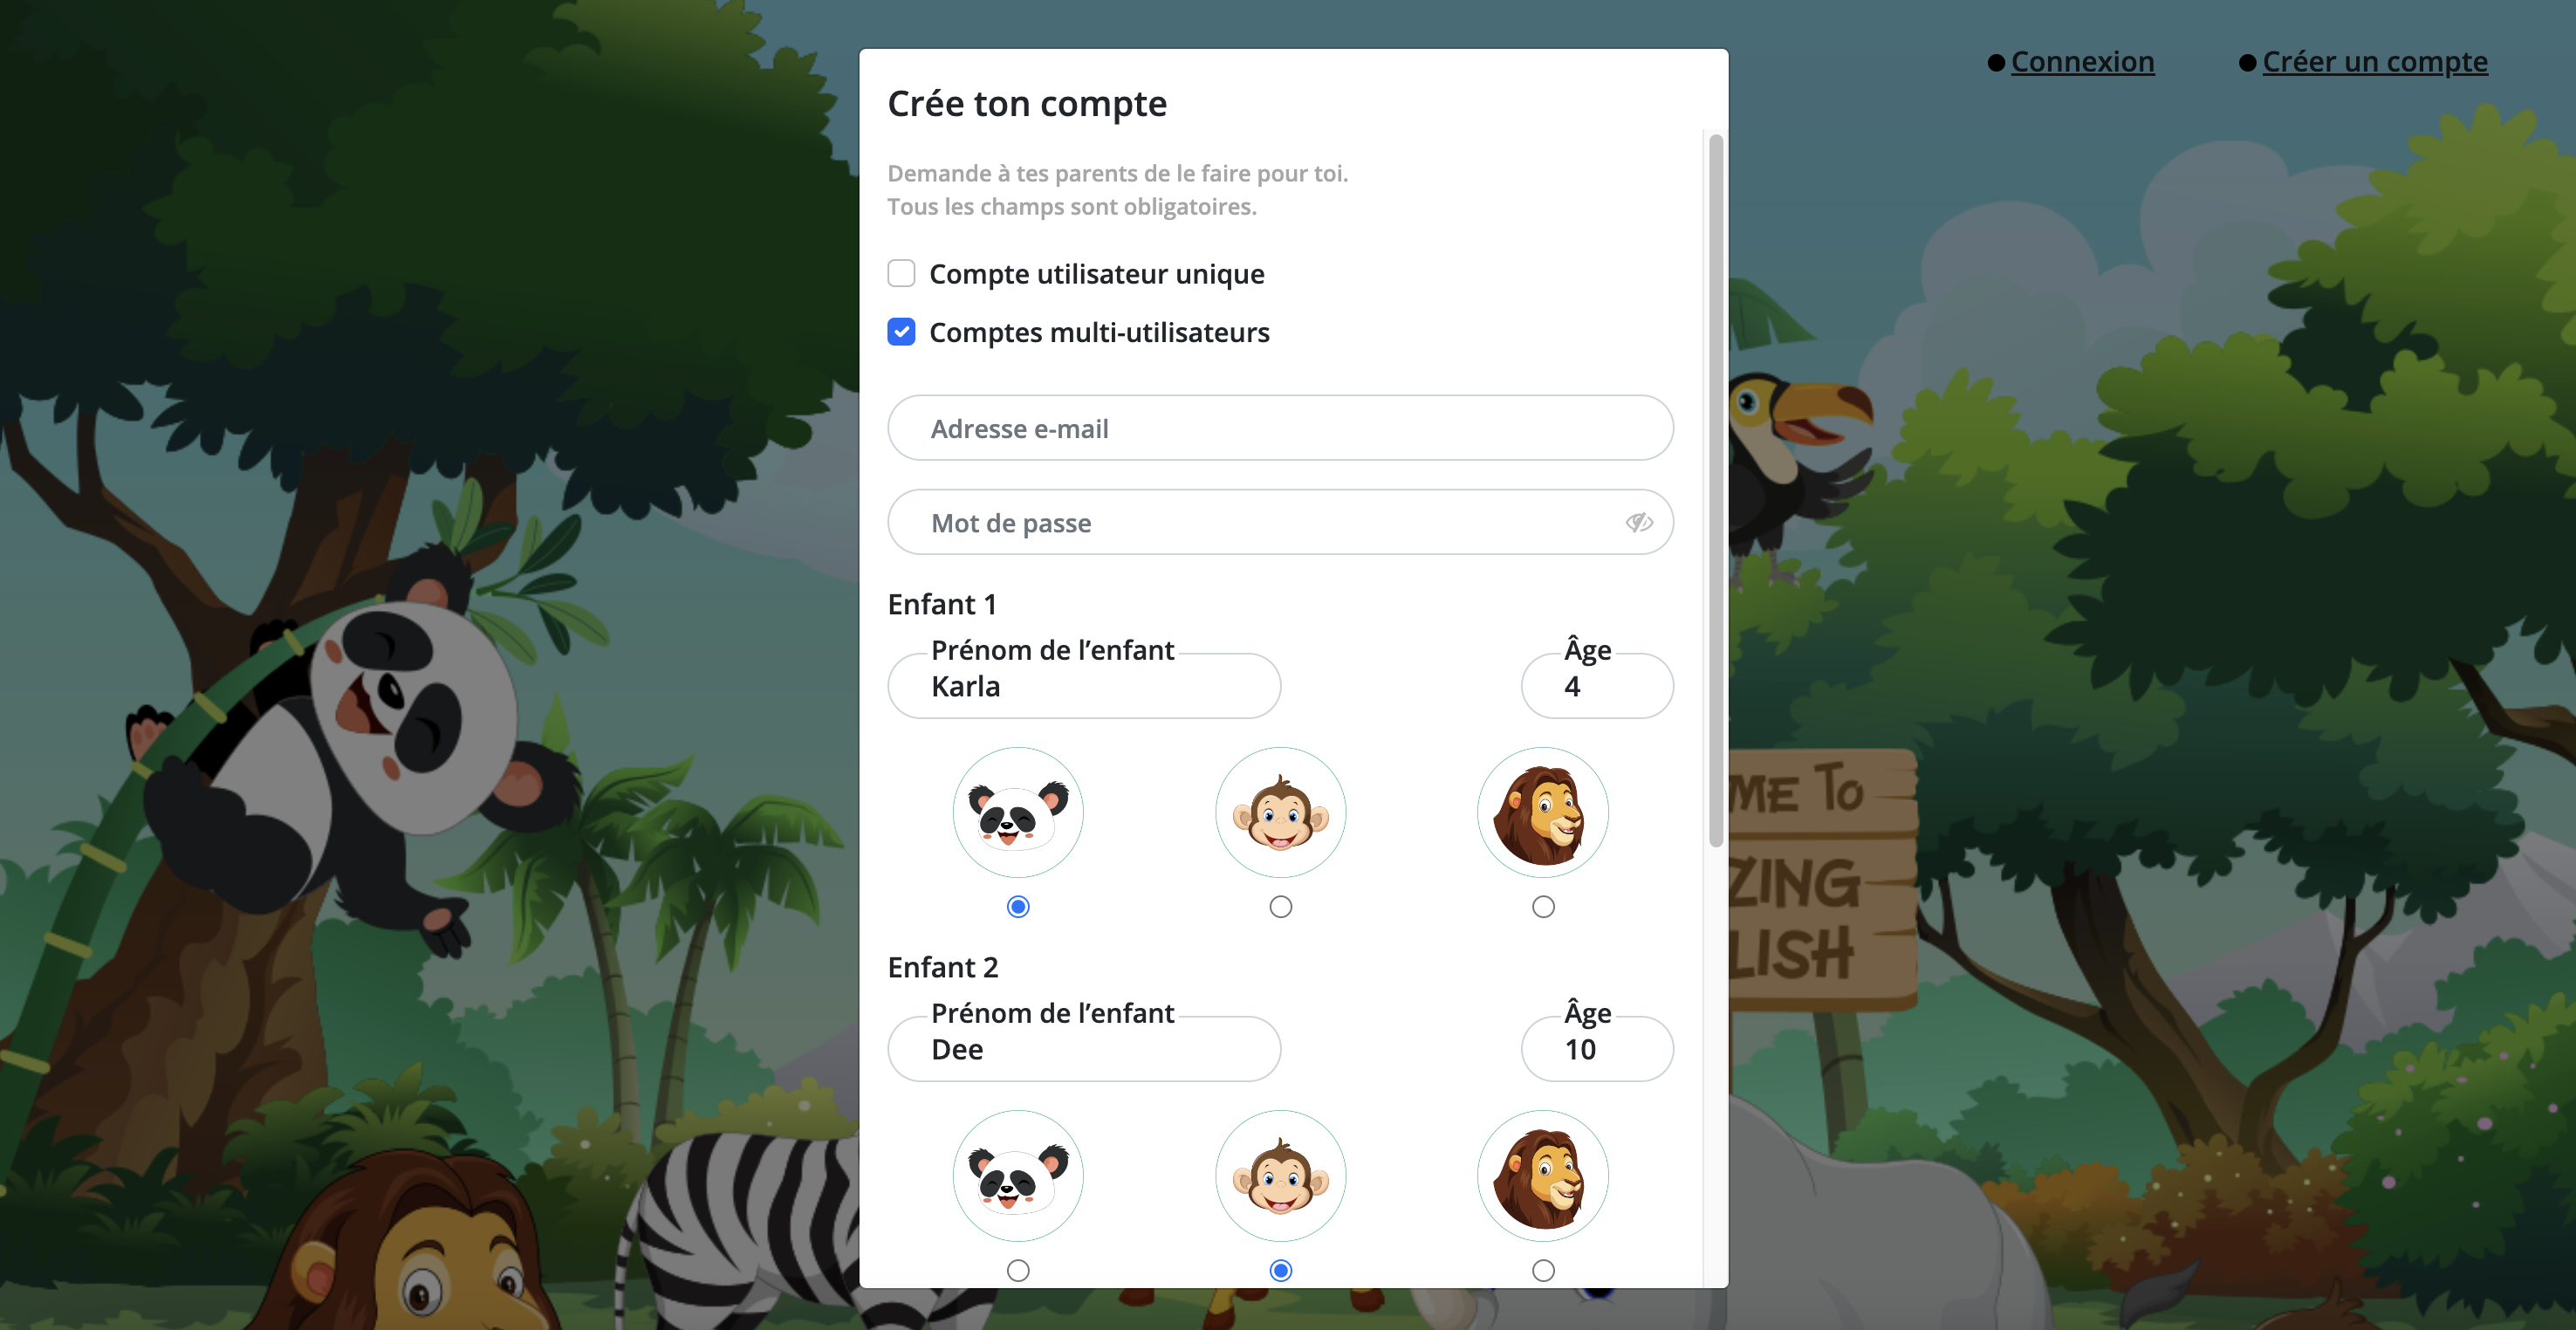 Connexion
Créer un compte
Crée ton compte
Demande à tes parents de le faire pour toi.
Tous les champs sont obligatoires.
Compte utilisateur unique
Comptes multi-utilisateurs
Adresse e-mail
Mot de passe
Enfant 1
Prénom de l’enfant
Karla
Âge
4
Enfant 2
Prénom de l’enfant
Dee
Âge
10
ME TO
ZING
LISH